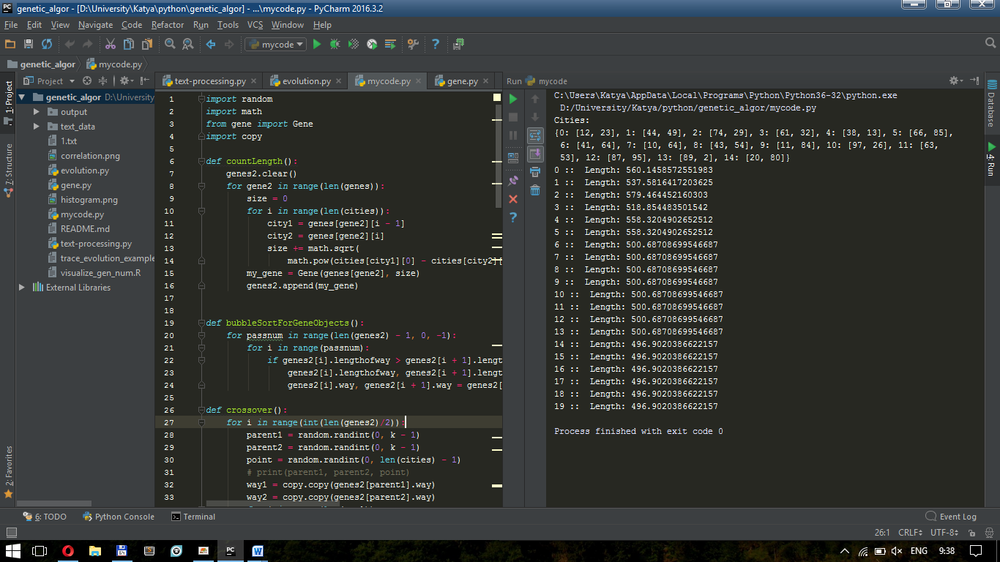 genetic_algor - [D:\University\Katya\python\genetic_algor] - ...\mycode.py - PyCharm 2016.3.2
File Edit View Navigate Code Refactor Run Tools VCS Window Help
mycode
genetic_algor mycode.py
1: Project
7: Structure
2: Favorites
Project
genetic_algor D:\University
output
text_data
1.txt
correlation.png
evolution.py
gene.py
histogram.png
mycode.py
README.md
text-processing.py
trace_evolution_example
visualize_gen_num.R
External Libraries
text-processing.py evolution.py mycode.py gene.py
1 import random
2 import math
3 from gene import Gene
4 import copy
5
6 def countLength():
7 genes2.clear()
8 for gene2 in range(len(genes)):
9 size = 0
10 for i in range(len(cities)):
11 city1 = genes[gene2][i - 1]
12 city2 = genes[gene2][i]
13 size += math.sqrt(
14 math.pow(cities[city1][0] - cities[city2][
15 my_gene = Gene(genes[gene2], size)
16 genes2.append(my_gene)
17
18
19 def bubbleSortForGeneObjects():
20 for passnum in range(len(genes2) - 1, 0, -1):
21 for i in range(passnum):
22 if genes2[i].lengthofway > genes2[i + 1].lengt
23 genes2[i].lengthofway, genes2[i + 1].lengt
24 genes2[i].way, genes2[i + 1].way = genes2[
25
26 def crossover():
27 for i in range(int(len(genes2)/2)):
28 parent1 = random.randint(0, k - 1)
29 parent2 = random.randint(0, k - 1)
30 point = random.randint(0, len(cities) - 1)
31 # print(parent1, parent2, point)
32 way1 = copy.copy(genes2[parent1].way)
33 way2 = copy.copy(genes2[parent2].way)
Run mycode
C:\Users\Katya\AppData\Local\Programs\Python\Python36-32\python.exe
D:/University/Katya/python/genetic_algor/mycode.py
Cities:
{0: [12, 23], 1: [44, 49], 2: [74, 29], 3: [61, 32], 4: [38, 13], 5: [66, 85],
6: [41, 64], 7: [10, 64], 8: [43, 54], 9: [11, 84], 10: [97, 26], 11: [63,
53], 12: [87, 95], 13: [89, 2], 14: [20, 80]}
0 :: Length: 560.1458572551983
1 :: Length: 537.5816417203625
2 :: Length: 579.464452160303
3 :: Length: 518.854483501542
4 :: Length: 558.3204902652512
5 :: Length: 558.3204902652512
6 :: Length: 500.68708699546687
7 :: Length: 500.68708699546687
8 :: Length: 500.68708699546687
9 :: Length: 500.68708699546687
10 :: Length: 500.68708699546687
11 :: Length: 500.68708699546687
12 :: Length: 500.68708699546687
13 :: Length: 500.68708699546687
14 :: Length: 496.9020386622157
15 :: Length: 496.9020386622157
16 :: Length: 496.9020386622157
17 :: Length: 496.9020386622157
18 :: Length: 496.9020386622157
19 :: Length: 496.9020386622157
Process finished with exit code 0
Database
4: Run
6: TODO Python Console Terminal Event Log
26:1 CRLF UTF-8
ENG 9:38